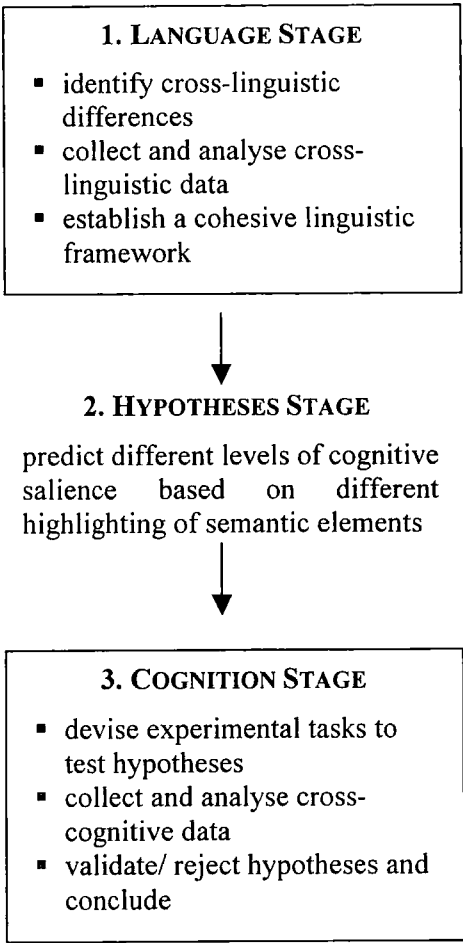 1. LANGUAGE STAGE
▪ identify cross-linguistic
differences
▪ collect and analyse cross-
linguistic data
▪ establish a cohesive linguistic
framework
2. HYPOTHESES STAGE
predict different levels of cognitive
salience based on different
highlighting of semantic elements
3. COGNITION STAGE
▪ devise experimental tasks to
test hypotheses
▪ collect and analyse cross-
cognitive data
▪ validate/ reject hypotheses and
conclude